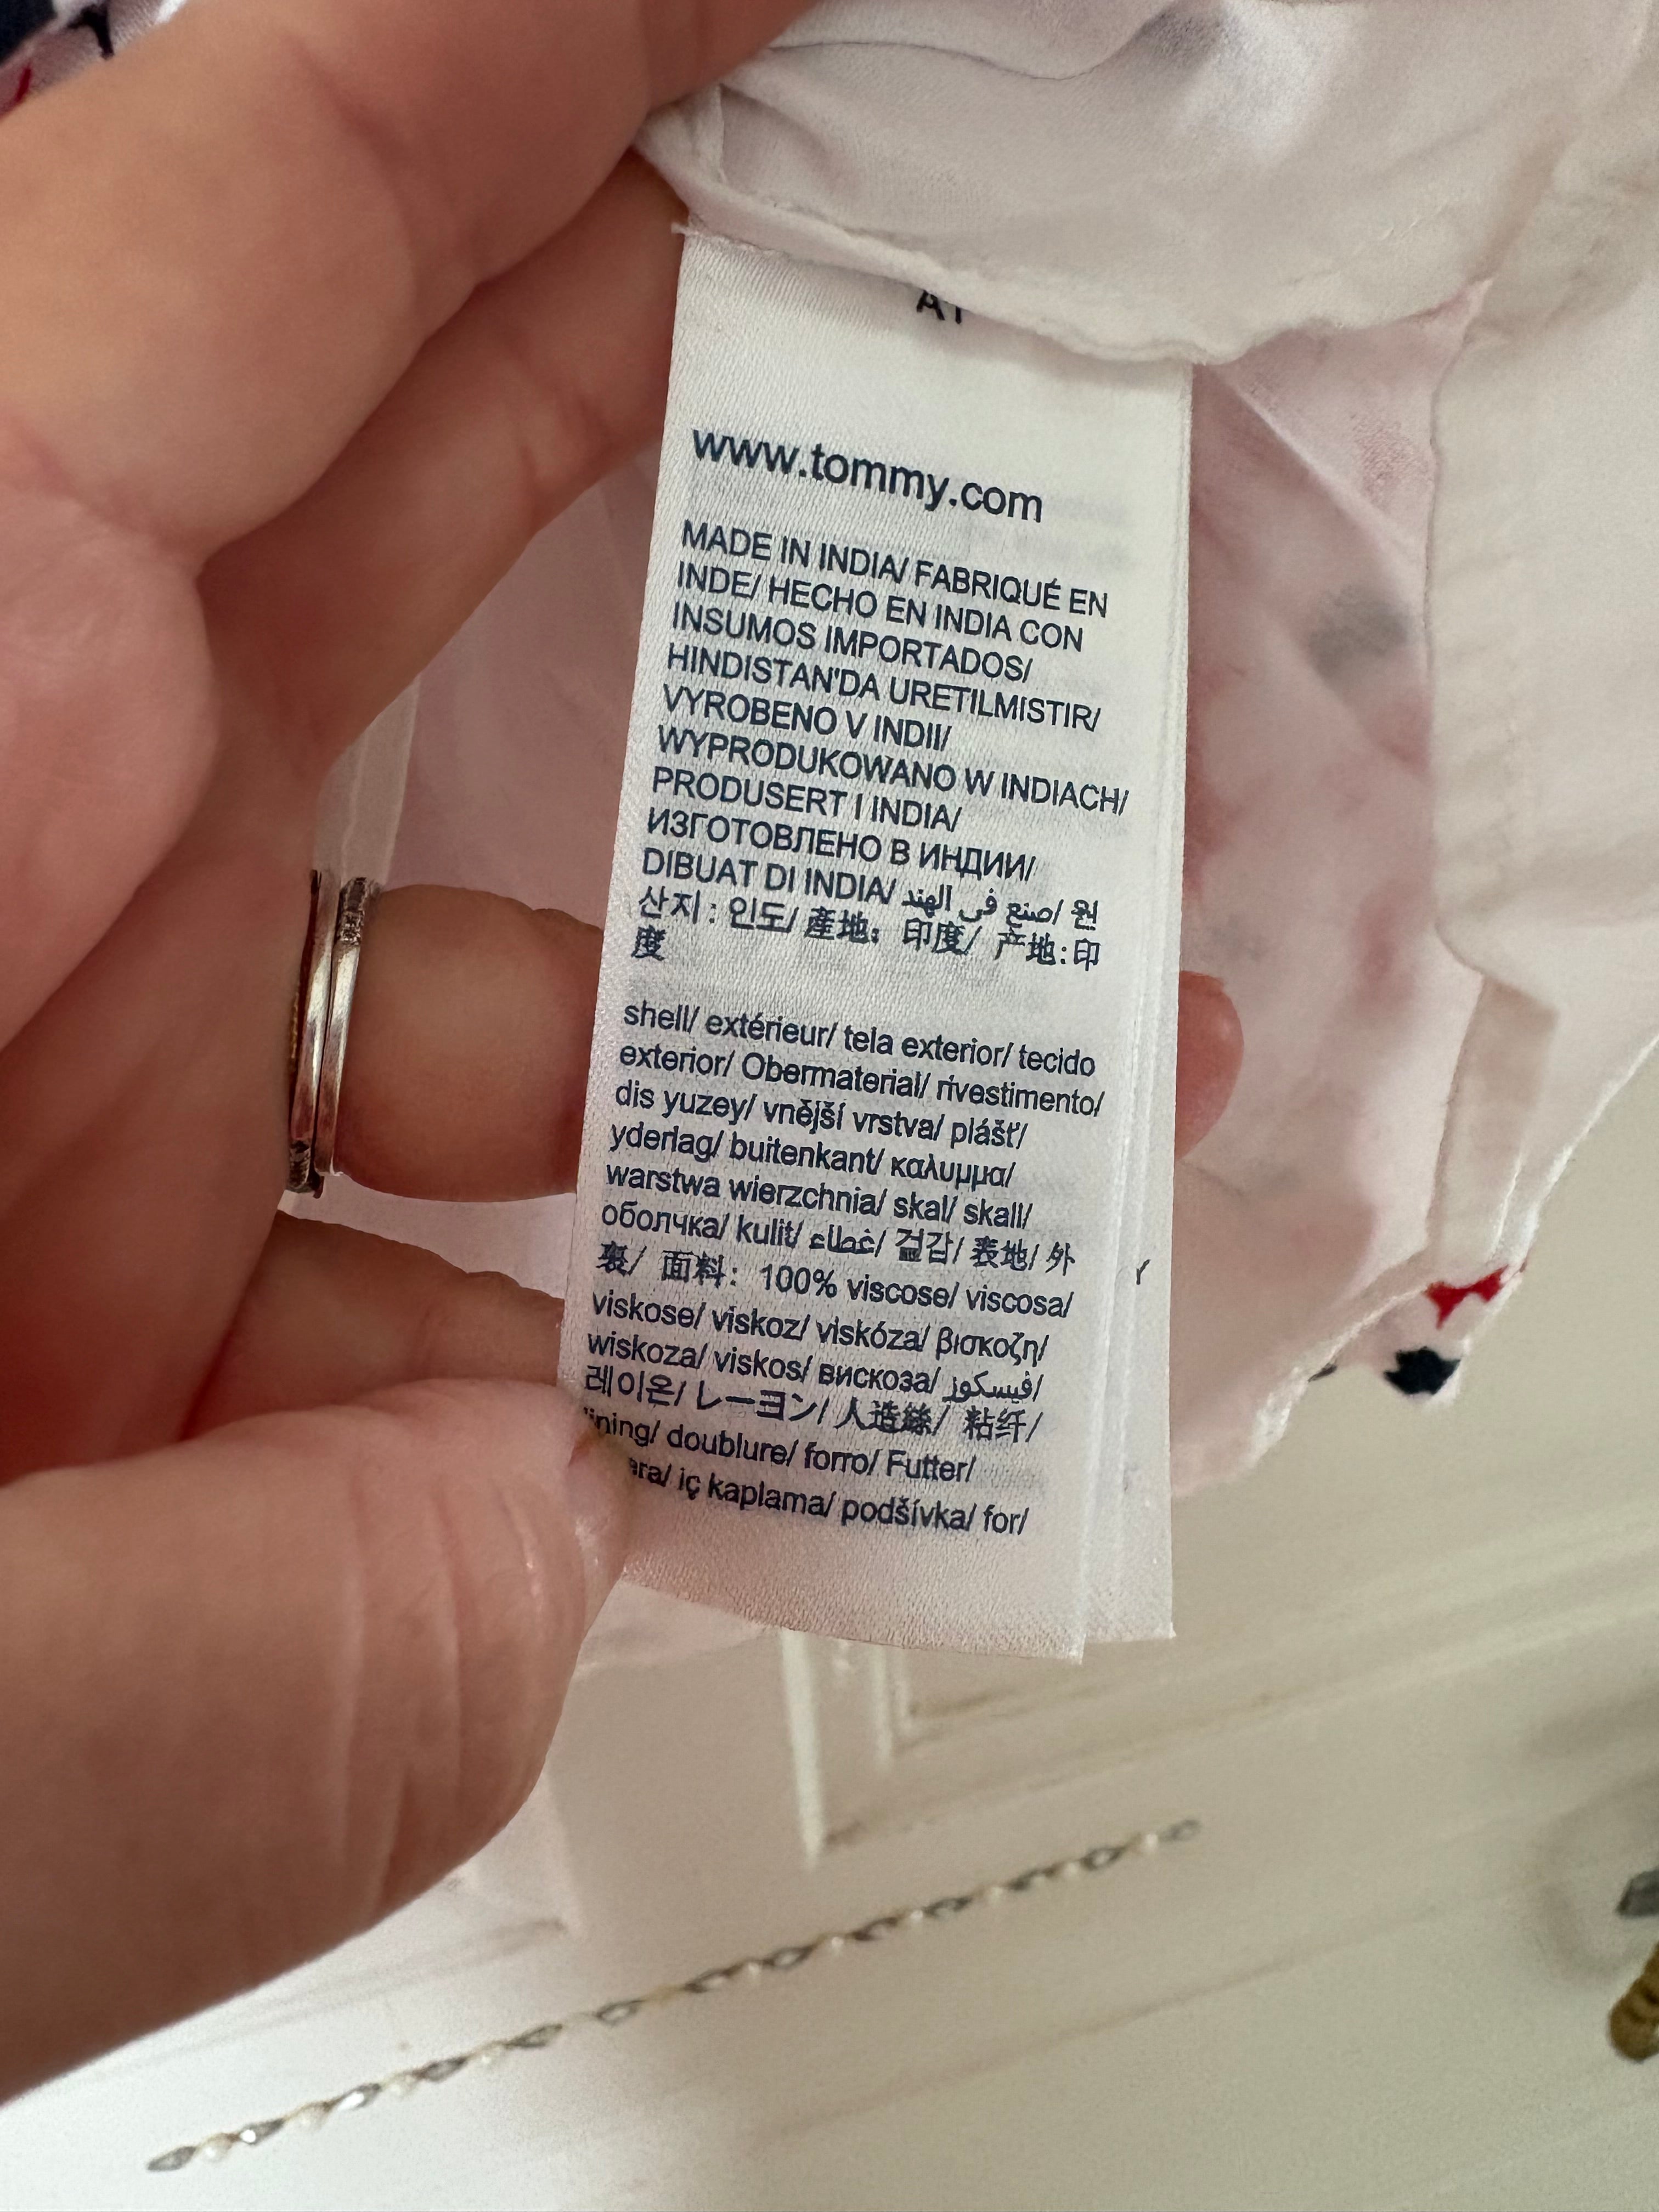 www.tommy.com
MADE IN INDIA/ FABRIQUÉ EN
INDE/ HECHO EN INDIA CON
INSUMOS IMPORTADOS/
HINDISTAN'DA URETILMISTIR/
VYROBENO V INDII/
WYPRODUKOWANO W INDIACH/
PRODUSERT I INDIA/
ИЗГОТОВЛЕНО В ИНДИИ/
DIBUAT DI INDIA/ صنع في الهند/ 원
산지 : 인도/ 產地: 印度/ 产地:印
度
shell/ extérieur/ tela exterior/ tecido
exterior/ Obermaterial/ rivestimento/
dis yuzey/ vnější vrstva/ plášť/
yderlag/ buitenkant/ καλυμμα/
warstwa wierzchnia/ skal/ skall/
оболчка/ kulit/ غطاء/ 겉감/ 表地/ 外
裏/ 面料: 100% viscose/ viscosa/
viskose/ viskoz/ viskóza/ βισκοζη/
wiskoza/ viskos/ вискоза/ فيسكوز/
레이온/ レーヨン/ 人造絲/ 粘纤/
doublure/ forro/ Futter/
iç kaplama/ podšívka/ for/